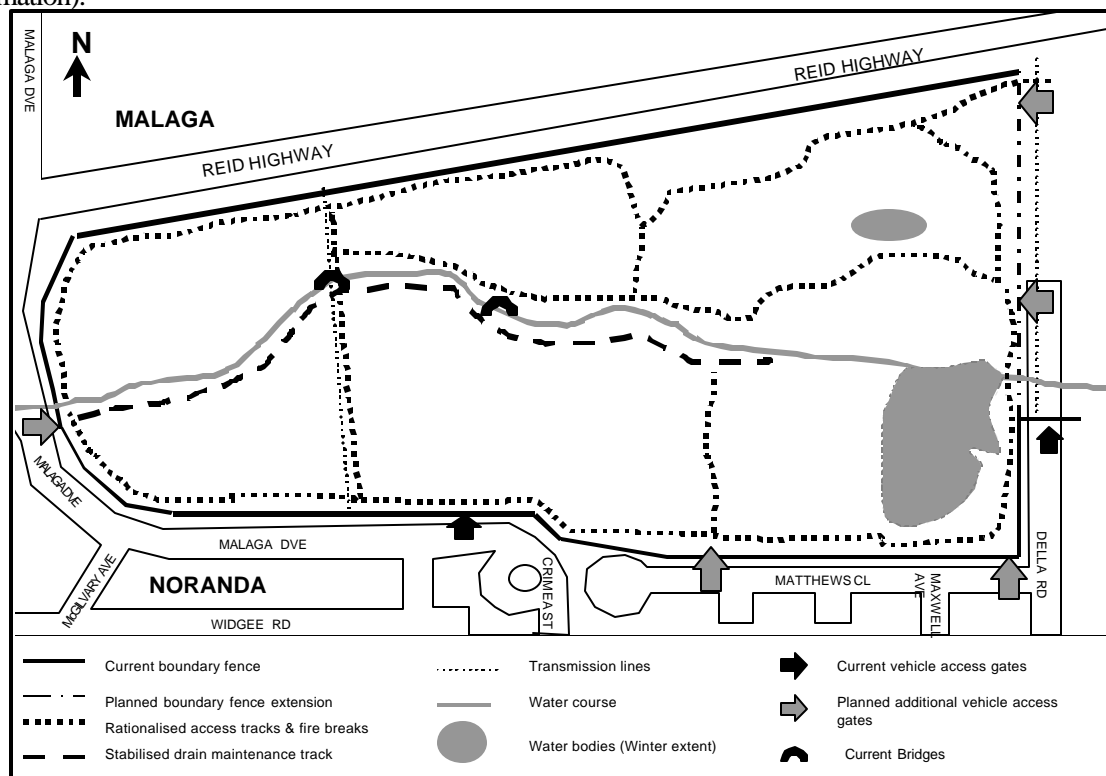 mation).
MALAGA DVE
N
MALAGA
REID HIGHWAY
REID HIGHWAY
MALAGA DVE
MALAGA DVE
McGILVARY AVE
NORANDA
CRIMEA ST
MATTHEWS CL
MAXWELL
AVE
DELLA RD
WIDGEE RD
Current boundary fence
Planned boundary fence extension
Rationalised access tracks & fire breaks
Stabilised drain maintenance track
Transmission lines
Water course
Water bodies (Winter extent)
Current vehicle access gates
Planned additional vehicle access
gates
Current Bridges